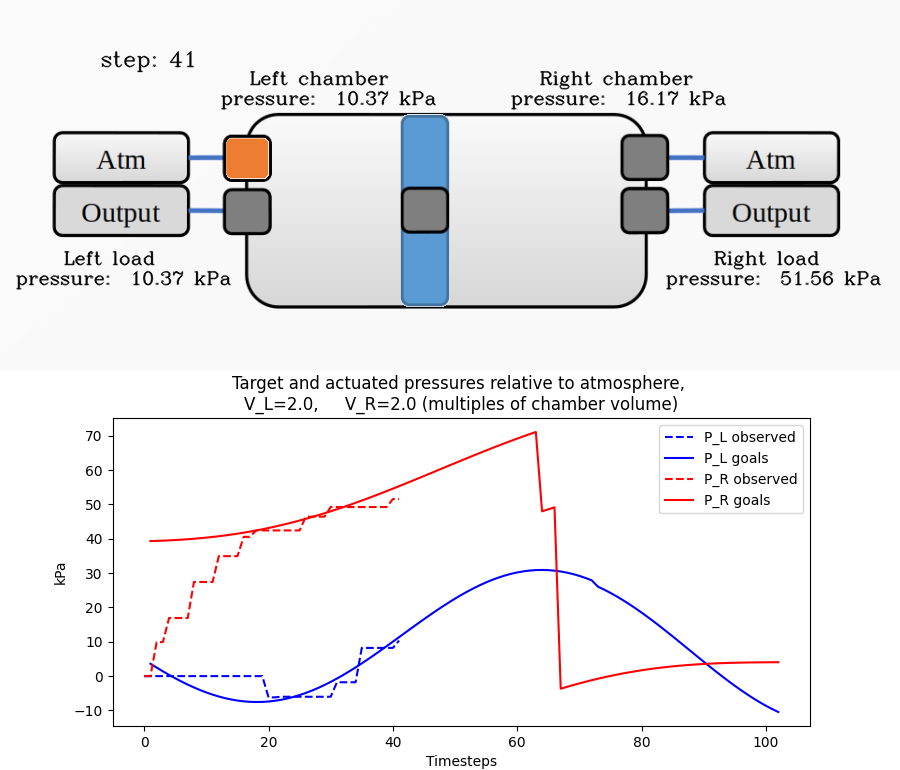 step: 41
Left chamber
pressure: 10.37 kPa
Right chamber
pressure: 16.17 kPa
Atm
Output
Atm
Output
Left load
pressure: 10.37 kPa
Right load
pressure: 51.56 kPa
Target and actuated pressures relative to atmosphere,
V_L=2.0, V_R=2.0 (multiples of chamber volume)
70
60
50
40
30
20
10
0
−10
kPa
P_L observed
P_L goals
P_R observed
P_R goals
0 20 40 60 80 100
Timesteps